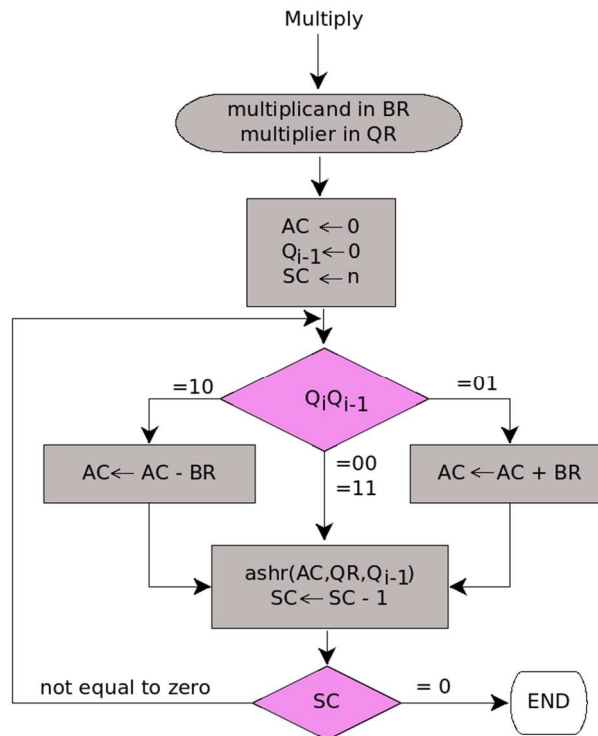 Multiply
multiplicand in BR
multiplier in QR
AC ← 0
Qi-1 ← 0
SC ← n
=10
QiQi-1
=01
AC← AC - BR
=00
=11
AC ←AC + BR
ashr(AC,QR,Qi-1)
SC← SC - 1
not equal to zero
SC
= 0
END